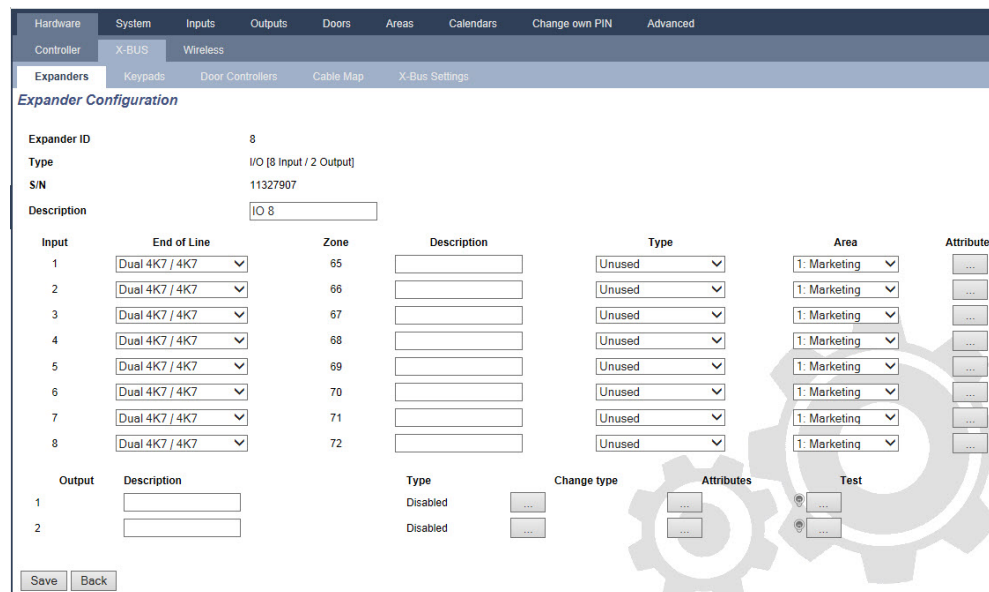 Hardware System Inputs Outputs Doors Areas Calendars Change own PIN Advanced
Controller X-BUS Wireless
Expanders Keypads Door Controllers Cable Map X-Bus Settings
Expander Configuration
Expander ID 8
Type I/O [8 Input / 2 Output]
S/N 11327907
Description IO 8
Input End of Line Zone Description Type Area Attribute
1 Dual 4K7 / 4K7 65 Unused 1: Marketing ...
2 Dual 4K7 / 4K7 66 Unused 1: Marketing ...
3 Dual 4K7 / 4K7 67 Unused 1: Marketing ...
4 Dual 4K7 / 4K7 68 Unused 1: Marketing ...
5 Dual 4K7 / 4K7 69 Unused 1: Marketing ...
6 Dual 4K7 / 4K7 70 Unused 1: Marketing ...
7 Dual 4K7 / 4K7 71 Unused 1: Marketing ...
8 Dual 4K7 / 4K7 72 Unused 1: Marketing ...
Output Description Type Change type Attributes Test
1 Disabled ... ... ...
2 Disabled ... ... ...
Save Back